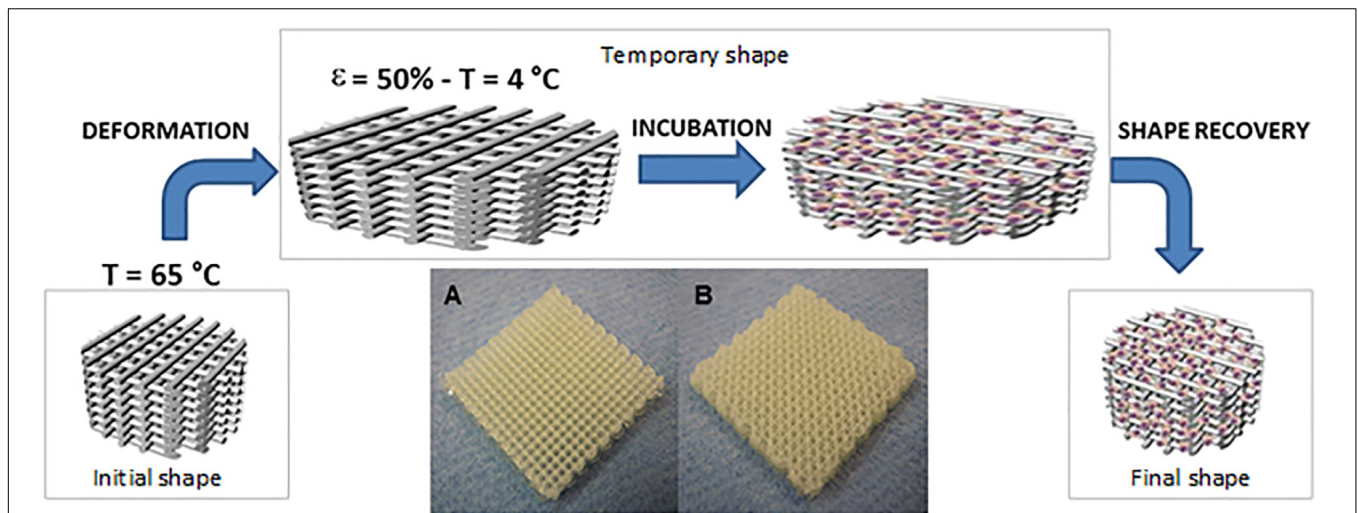 Temporary shape
ε = 50% - T = 4 °C
DEFORMATION
INCUBATION
SHAPE RECOVERY
T = 65 °C
Initial shape
A
B
Final shape